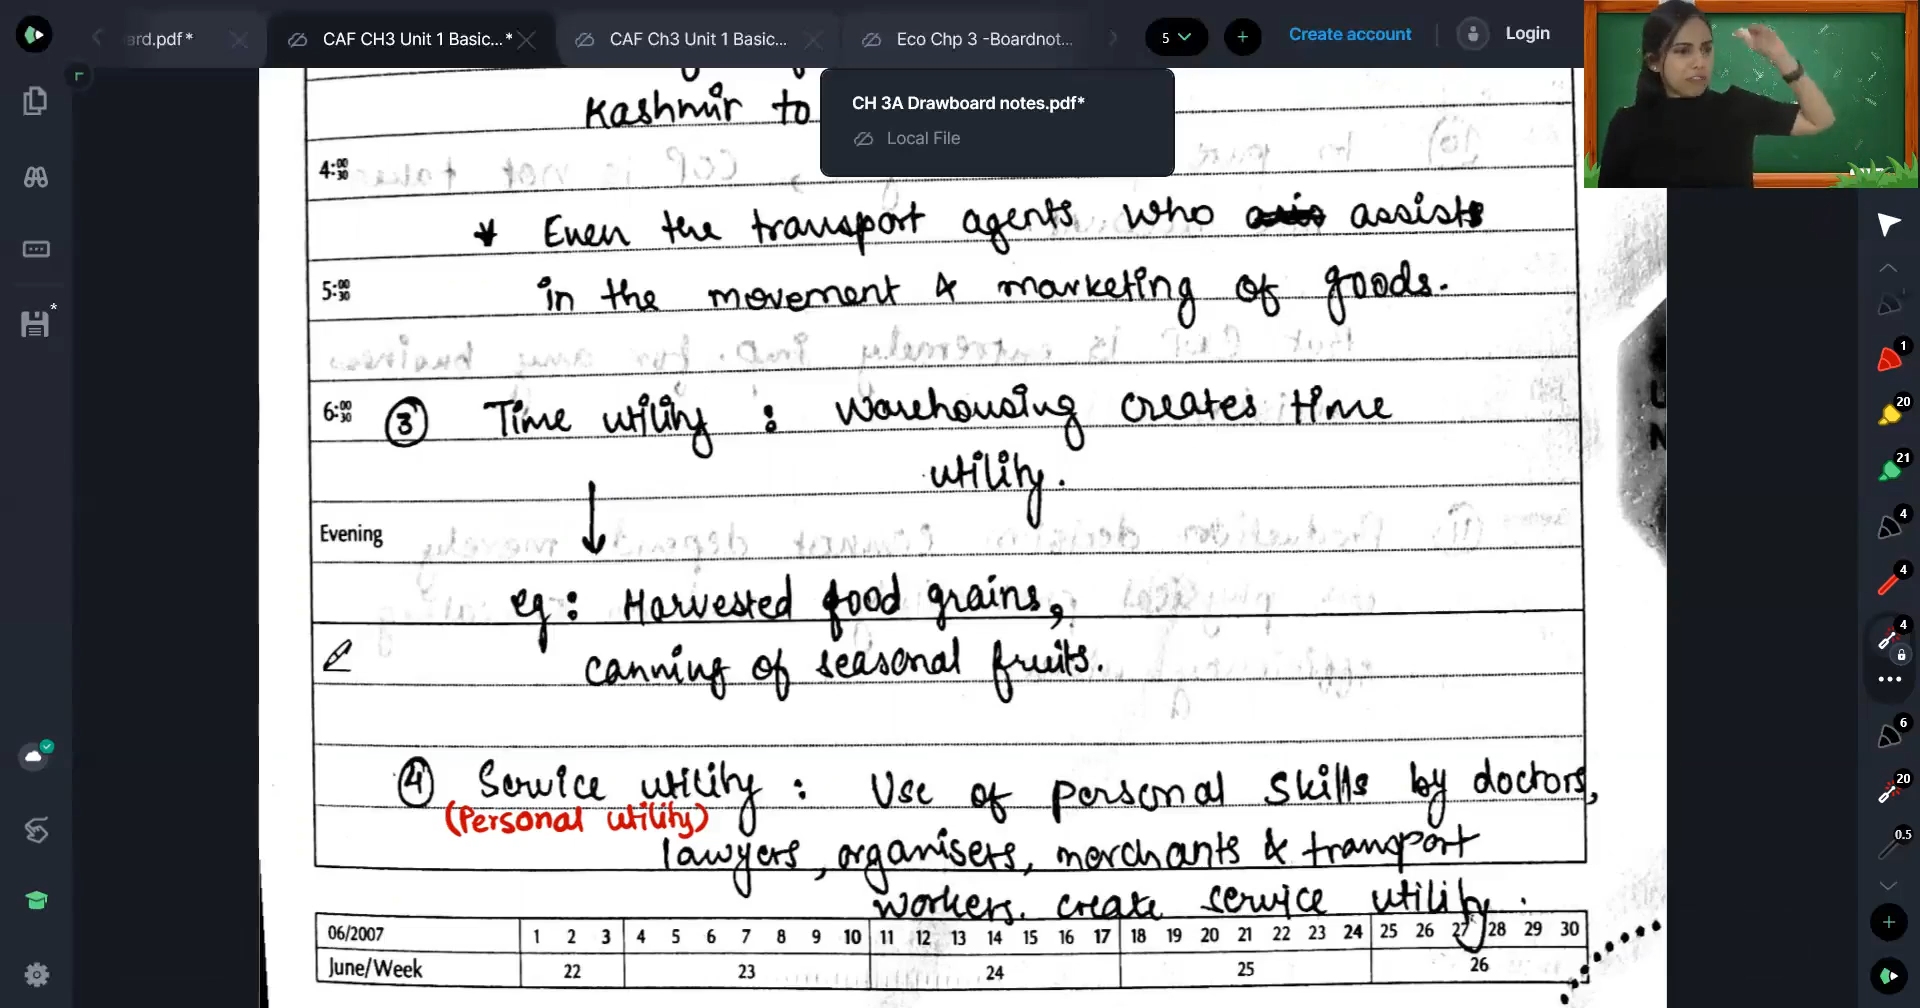 ard.pdf*
CAF CH3 Unit 1 Basic...*
CAF Ch3 Unit 1 Basic...
Eco Chp 3 -Boardnot...
5
Create account
Login
CH 3A Drawboard notes.pdf*
Local File
Kashmir to
4:00 30
* Even the transport agents who assists
5:00 30
in the movement & marketing of goods.
6:00 30
③ Time utility : Warehousing creates time
utility.
Evening
eg: Harvested food grains,
canning of seasonal fruits.
④ Service utility : Use of personal skills by doctors,
(Personal utility)
lawyers, organisers, merchants & transport
workers. create service utility.
06/2007 1 2 3 4 5 6 7 8 9 10 11 12 13 14 15 16 17 18 19 20 21 22 23 24 25 26 27 28 29 30
June/Week 22 23 24 25 26
1
20
21
4
4
4
6
20
0.5